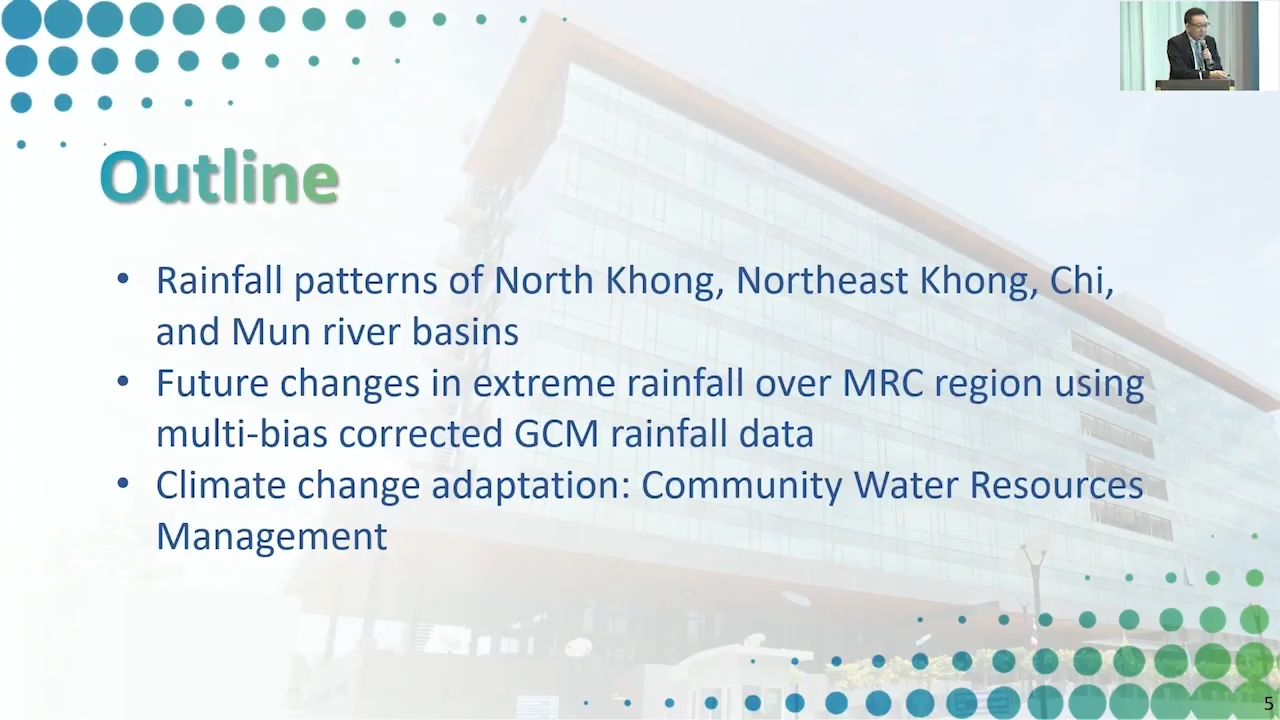 Outline
• Rainfall patterns of North Khong, Northeast Khong, Chi,
and Mun river basins
• Future changes in extreme rainfall over MRC region using
multi-bias corrected GCM rainfall data
• Climate change adaptation: Community Water Resources
Management
5